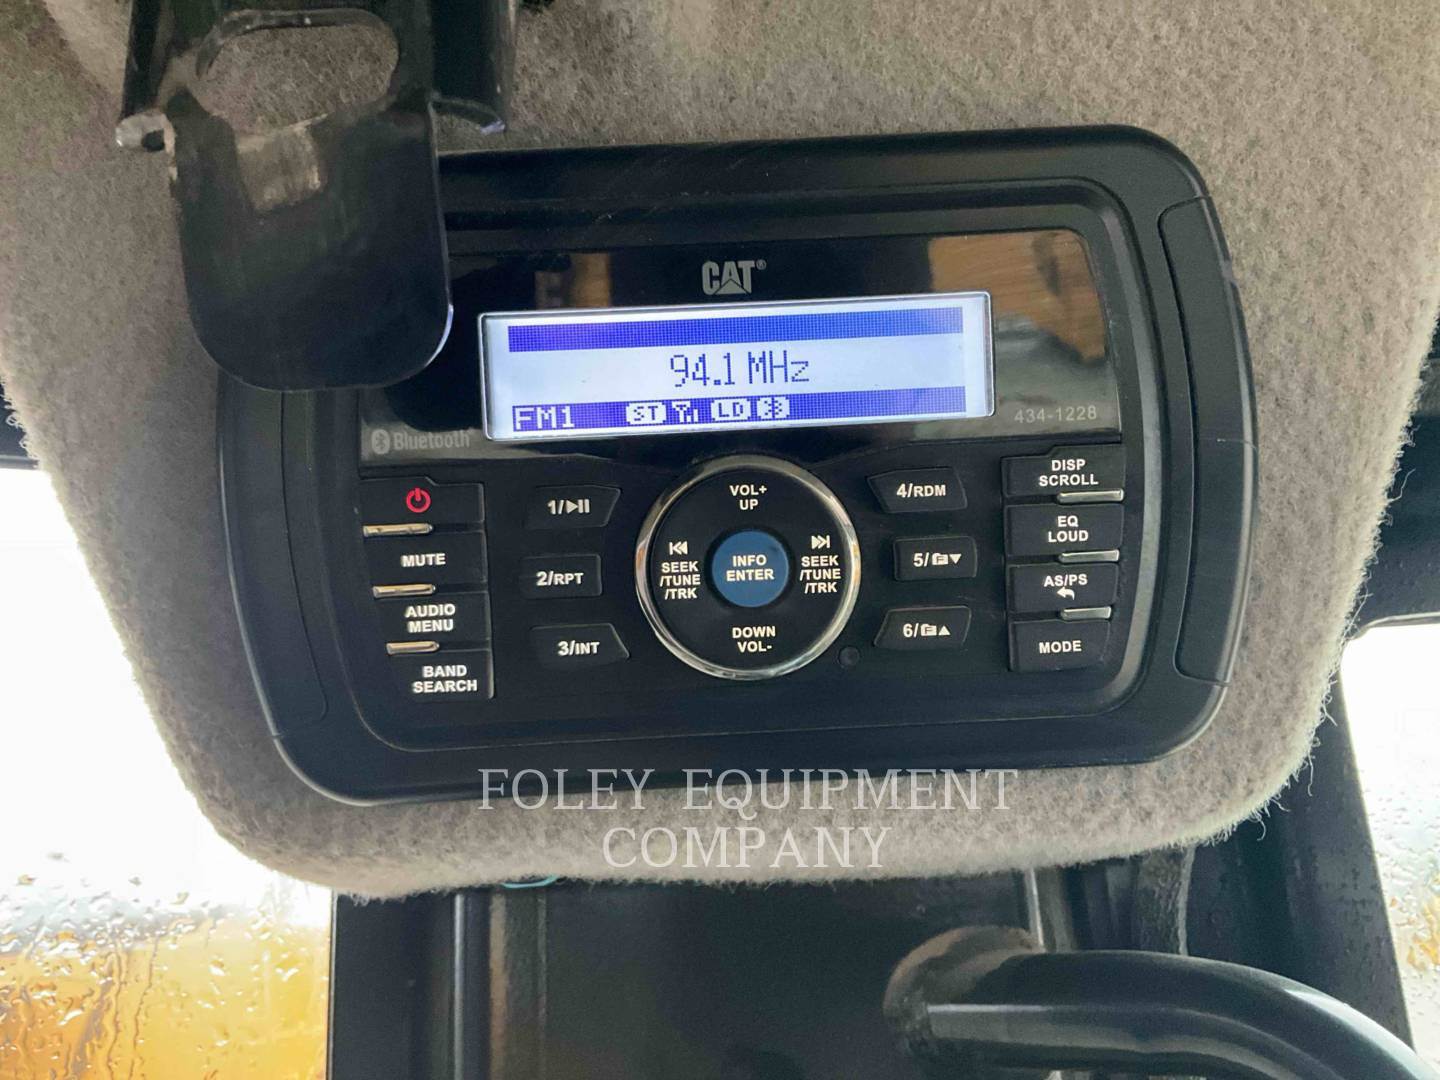 CAT®
94.1 MHz
FM1 ST LD
434-1228
Bluetooth
MUTE
AUDIO
MENU
BAND
SEARCH
1/
2/RPT
3/INT
VOL+
UP
SEEK
/TUNE
/TRK
INFO
ENTER
SEEK
/TUNE
/TRK
DOWN
VOL-
4/RDM
5/F
6/F
DISP
SCROLL
EQ
LOUD
AS/PS
MODE
FOLEY EQUIPMENT
COMPANY